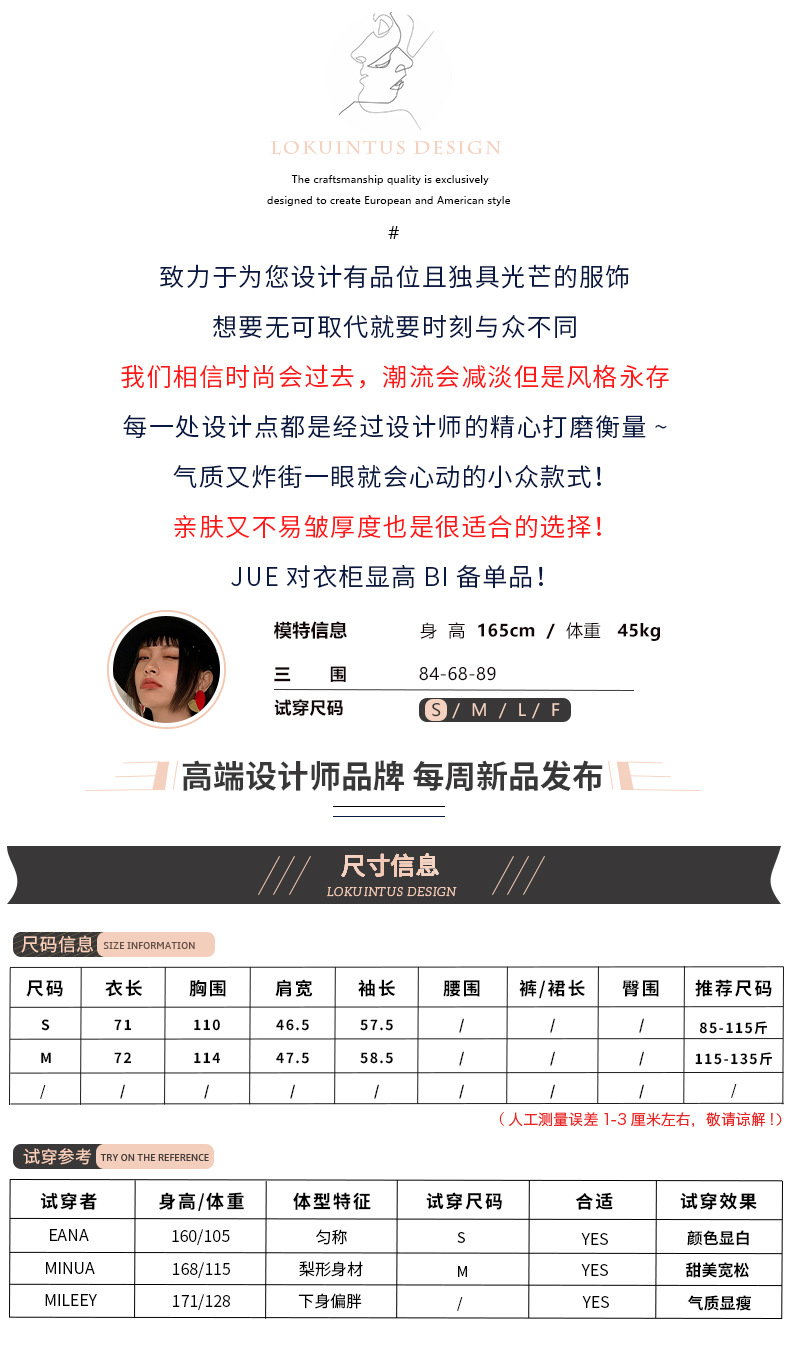 LOKUINTUS DESIGN
The craftsmanship quality is exclusively
designed to create European and American style
#
致力于为您设计有品位且独具光芒的服饰
想要无可取代就要时刻与众不同
我们相信时尚会过去，潮流会减淡但是风格永存
每一处设计点都是经过设计师的精心打磨衡量 ~
气质又炸街一眼就会心动的小众款式！
亲肤又不易皱厚度也是很适合的选择！
JUE 对衣柜显高 BI 备单品！
模特信息 身 高 165cm / 体重 45kg
三 围 84-68-89
试穿尺码 S / M / L / F
高端设计师品牌 每周新品发布
尺寸信息
LOKUINTUS DESIGN
尺码信息 SIZE INFORMATION
尺码 衣长 胸围 肩宽 袖长 腰围 裤/裙长 臀围 推荐尺码
S 71 110 46.5 57.5 / / / 85-115斤
M 72 114 47.5 58.5 / / / 115-135斤
/ / / / / / / / /
（ 人工测量误差 1-3 厘米左右，敬请谅解 !）
试穿参考 TRY ON THE REFERENCE
试穿者 身高/体重 体型特征 试穿尺码 合适 试穿效果
EANA 160/105 匀称 S YES 颜色显白
MINUA 168/115 梨形身材 M YES 甜美宽松
MILEEY 171/128 下身偏胖 / YES 气质显瘦